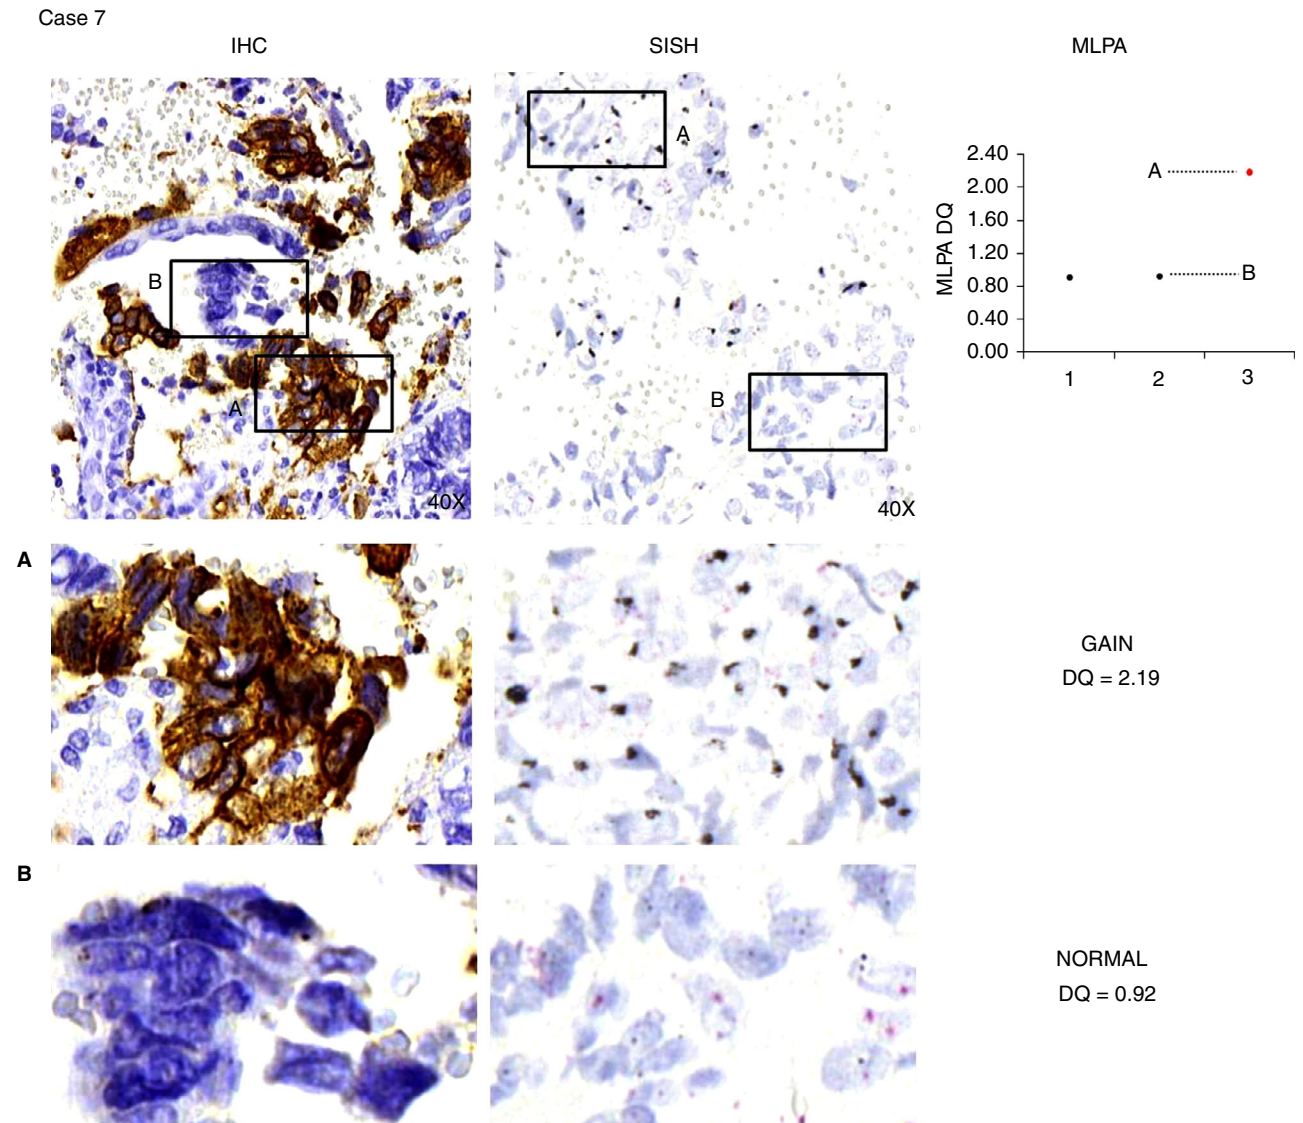 Case 7
IHC
SISH
MLPA
A
B
A
B
40X
40X
MLPA DQ
2.40
2.00
1.60
1.20
0.80
0.40
0.00
A
B
1 2 3
A
GAIN
DQ = 2.19
B
NORMAL
DQ = 0.92